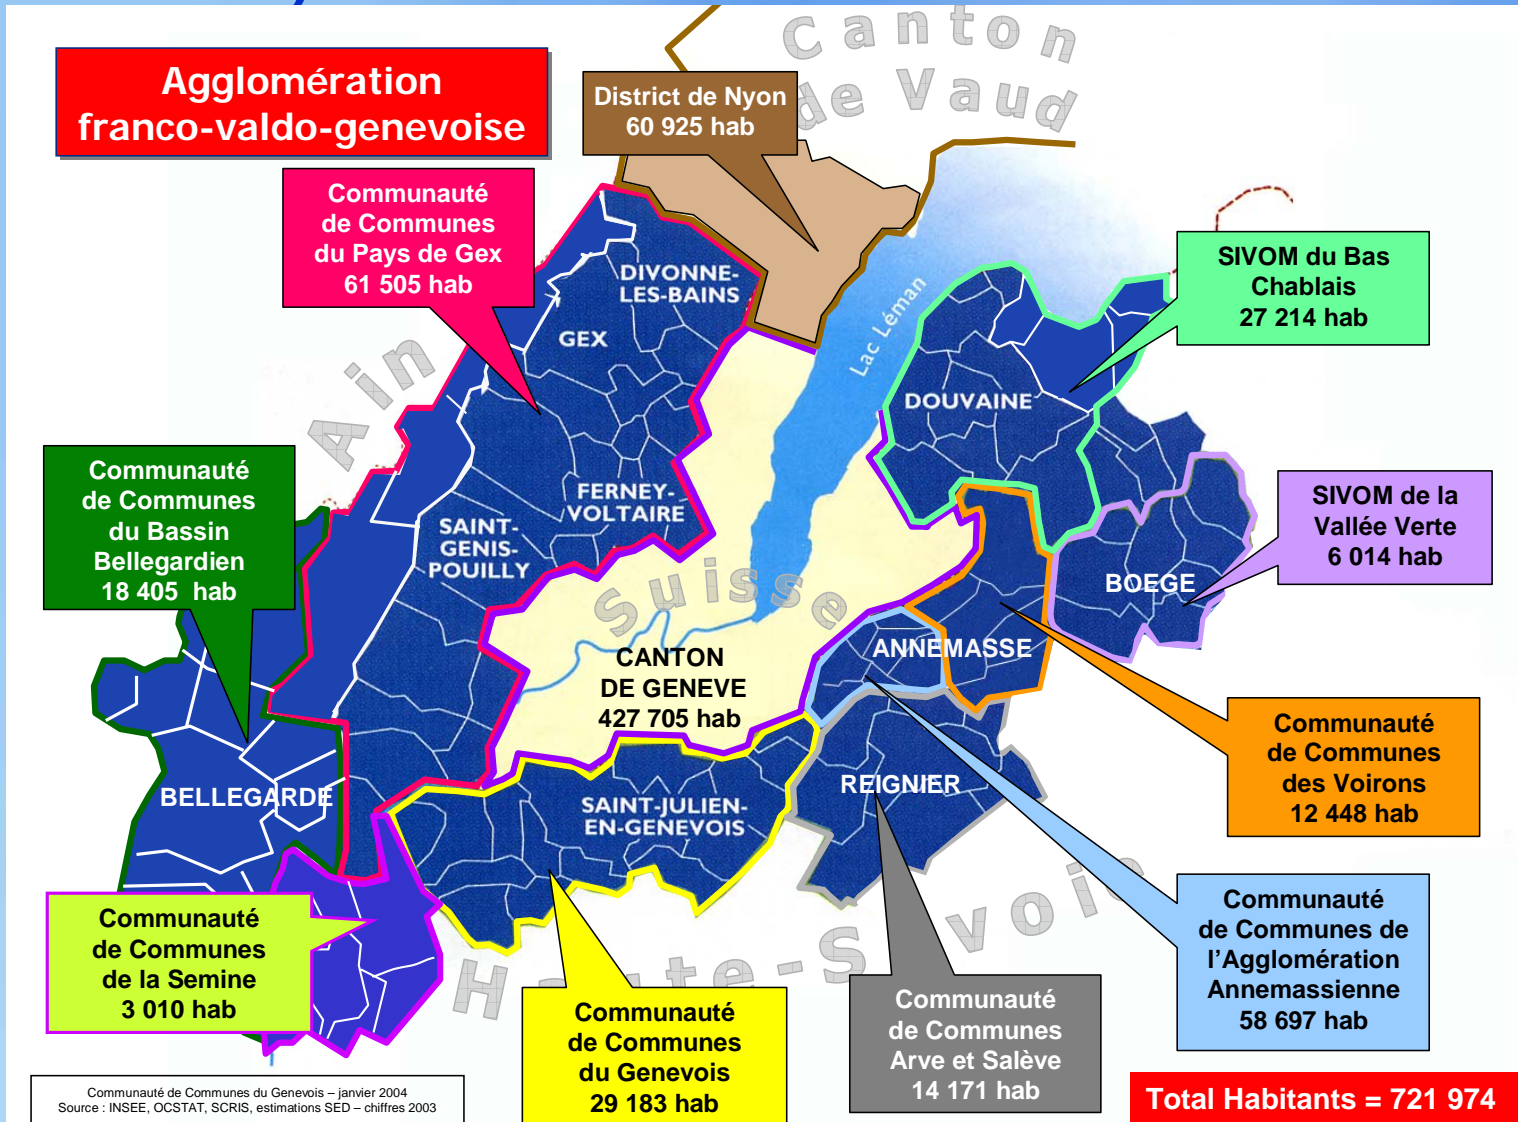 Agglomération
franco-valdo-genevoise
Canton
de Vaud
District de Nyon
60 925 hab
Communauté
de Communes
du Pays de Gex
61 505 hab
SIVOM du Bas
Chablais
27 214 hab
DIVONNE-
LES-BAINS
GEX
Lac Léman
DOUVAINE
Ain
Communauté
de Communes
du Bassin
Bellegardien
18 405 hab
FERNEY-
VOLTAIRE
SAINT-
GENIS-
POUILLY
SIVOM de la
Vallée Verte
6 014 hab
BOEGE
Suisse
ANNEMASSE
CANTON
DE GENEVE
427 705 hab
Communauté
de Communes
des Voirons
12 448 hab
BELLEGARDE
REIGNIER
SAINT-JULIEN-
EN-GENEVOIS
Haute-Savoie
Communauté
de Communes
de la Semine
3 010 hab
Communauté
de Communes
du Genevois
29 183 hab
Communauté
de Communes
Arve et Salève
14 171 hab
Communauté
de Communes de
l'Agglomération
Annemassienne
58 697 hab
Communauté de Communes du Genevois – janvier 2004
Source : INSEE, OCSTAT, SCRIS, estimations SED – chiffres 2003
Total Habitants = 721 974